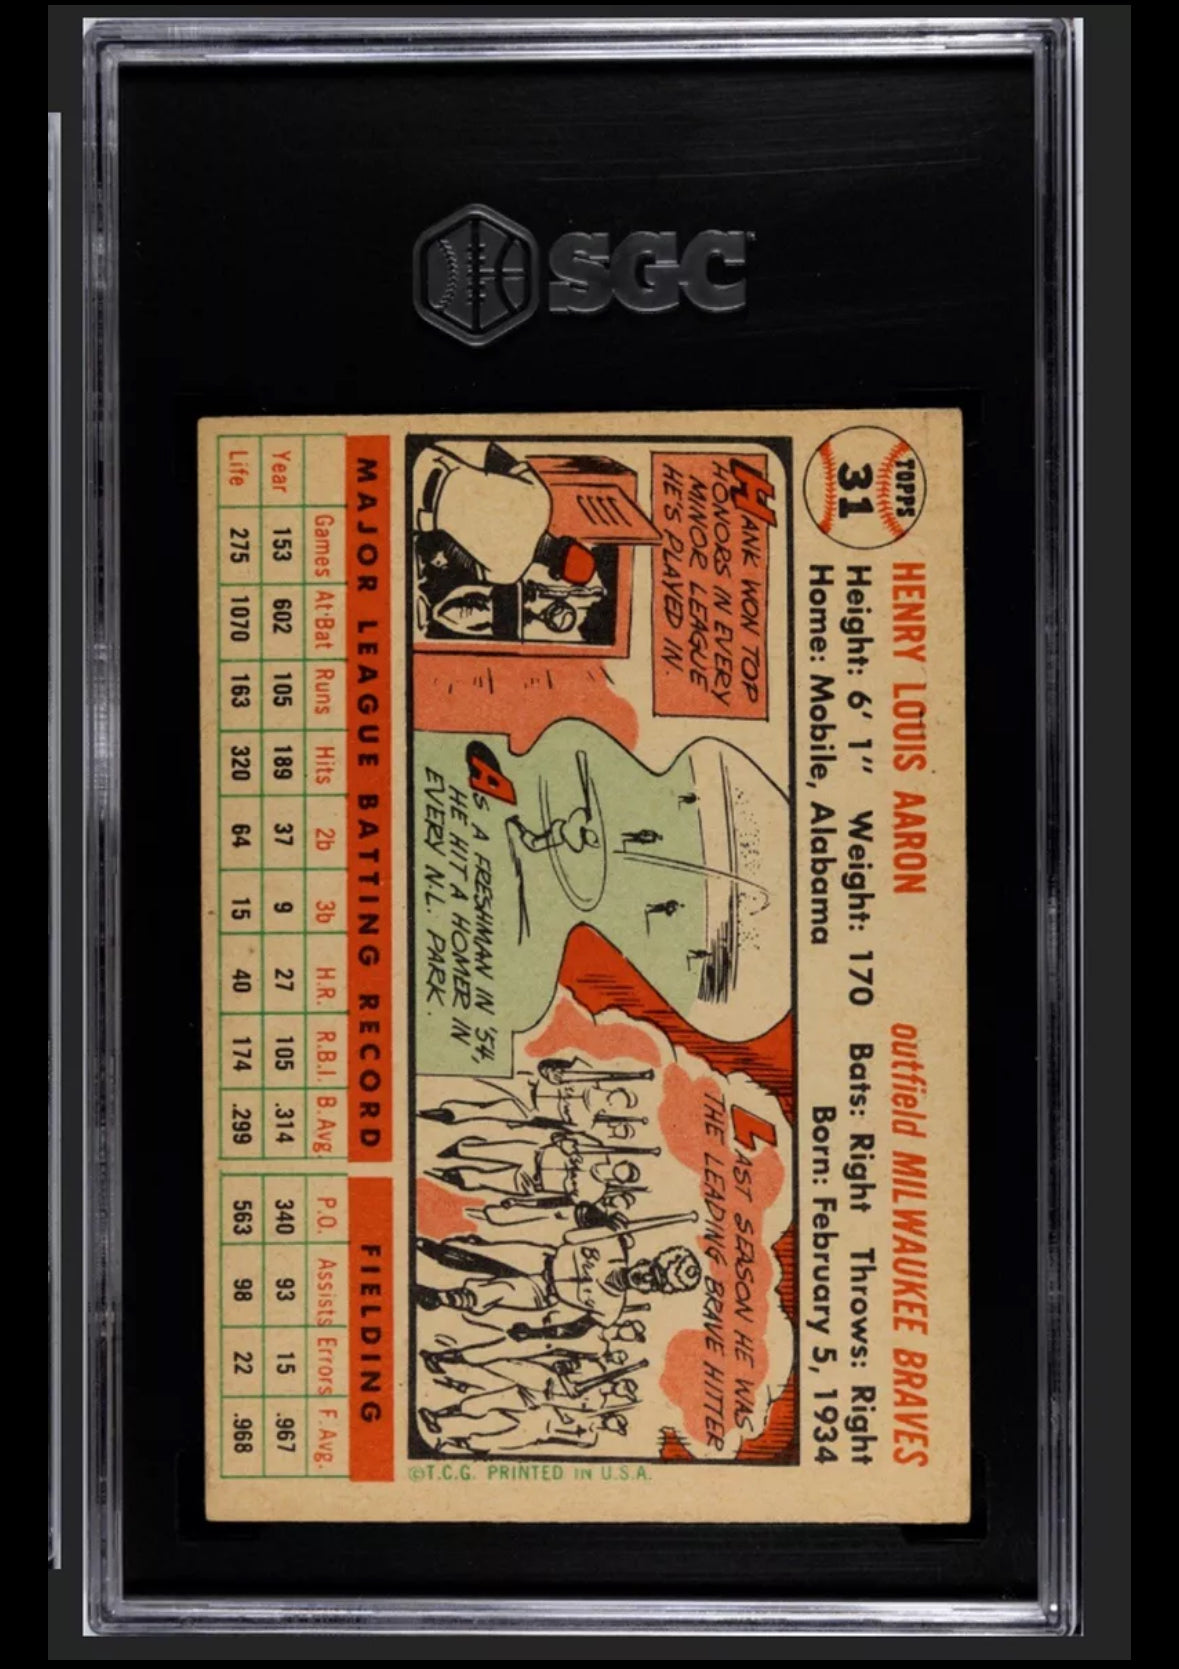 SGC
TOPPS
31
HENRY LOUIS AARON
outfield MILWAUKEE BRAVES
Height: 6' 1" Weight: 170 Bats: Right Throws: Right
Home: Mobile, Alabama
Born: February 5, 1934
HANK WON TOP
HONORS IN EVERY
MINOR LEAGUE
HE'S PLAYED IN.
AS A FRESHMAN IN '54,
HE HIT A HOMER IN
EVERY N.L. PARK.
LAST SEASON HE WAS
THE LEADING BRAVE HITTER
©T.C.G. PRINTED IN U.S.A.
MAJOR LEAGUE BATTING RECORD FIELDING
Games At Bat Runs Hits 2b 3b H.R. R.B.I. B.Avg. P.O. Assists Errors F. Avg.
Year 153 602 105 189 37 9 27 105 .314 340 93 15 .967
Life 275 1070 163 320 64 15 40 174 .299 563 98 22 .968